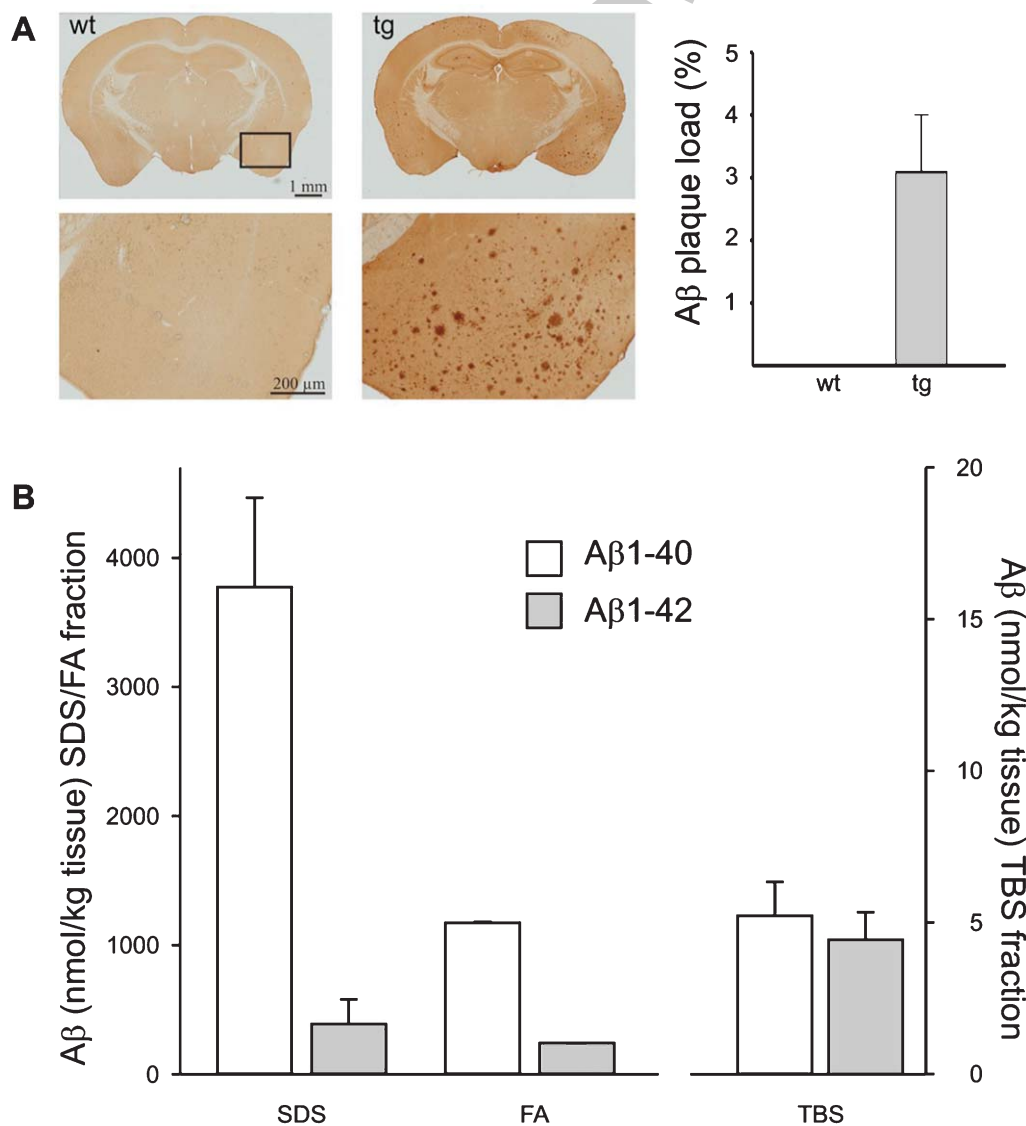 A
wt
tg
1 mm
200 µm
Aβ plaque load (%)
5
4
3
2
1
wt
tg
B
Aβ (nmol/kg tissue) SDS/FA fraction
4000
3000
2000
1000
0
Aβ1-40
Aβ1-42
20
15
10
5
0
Aβ (nmol/kg tissue) TBS fraction
SDS
FA
TBS